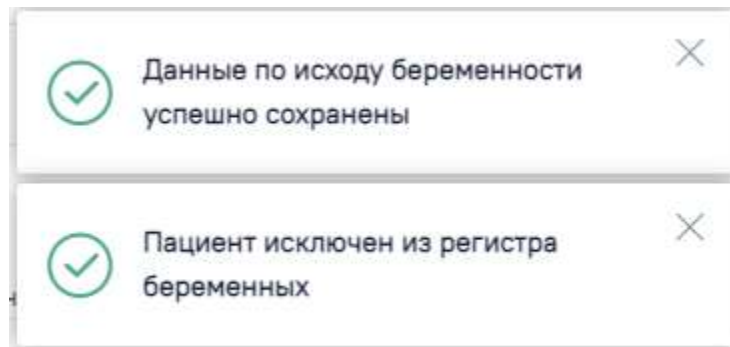 Данные по исходу беременности
успешно сохранены
Пациент исключен из регистра
беременных